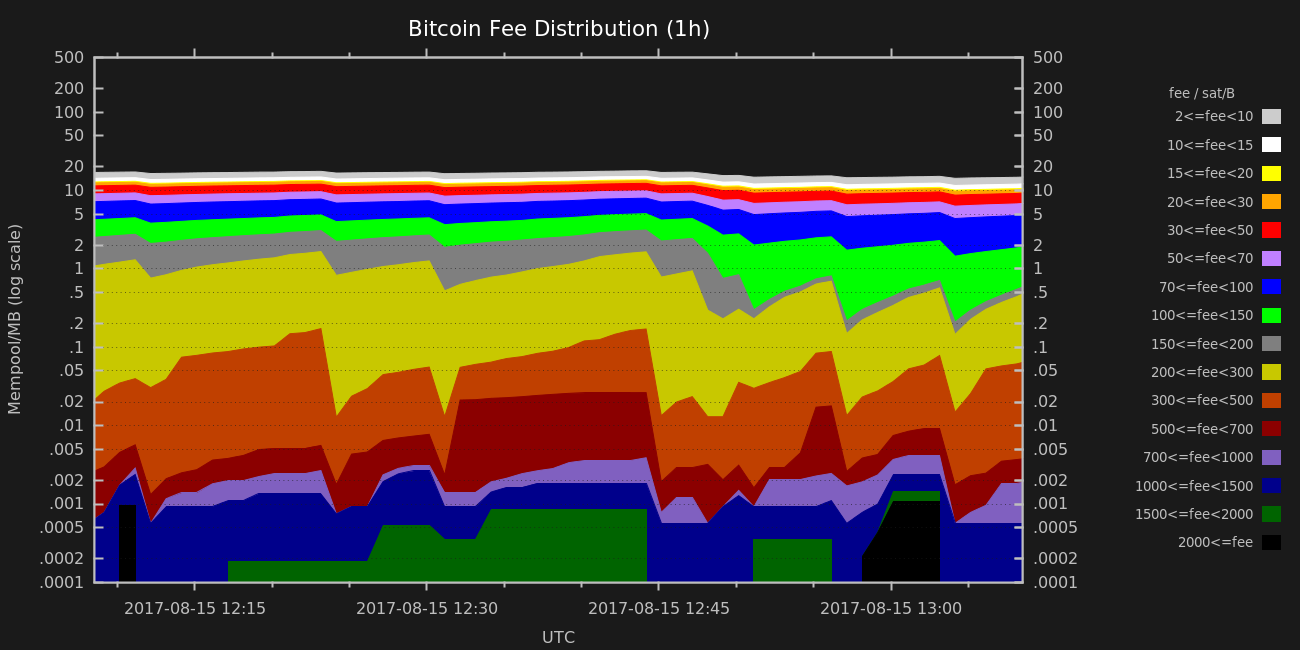 Bitcoin Fee Distribution (1h)
Mempool/MB (log scale)
500
200
100
50
20
10
5
2
1
.5
.2
.1
.05
.02
.01
.005
.002
.001
.0005
.0002
.0001
500
200
100
50
20
10
5
2
1
.5
.2
.1
.05
.02
.01
.005
.002
.001
.0005
.0002
.0001
2017-08-15 12:15
2017-08-15 12:30
2017-08-15 12:45
2017-08-15 13:00
UTC
fee / sat/B
2<=fee<10
10<=fee<15
15<=fee<20
20<=fee<30
30<=fee<50
50<=fee<70
70<=fee<100
100<=fee<150
150<=fee<200
200<=fee<300
300<=fee<500
500<=fee<700
700<=fee<1000
1000<=fee<1500
1500<=fee<2000
2000<=fee